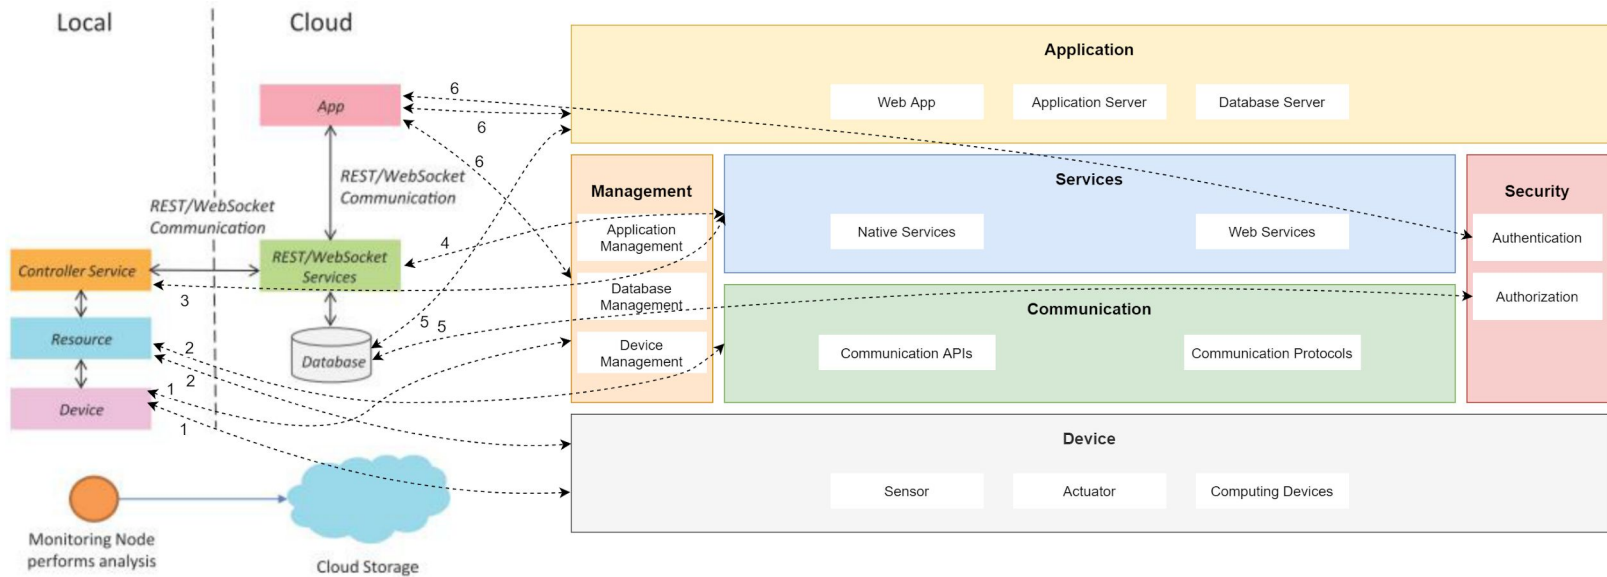 Local
Cloud
App
REST/WebSocket
Communication
REST/WebSocket
Communication
Controller Service
REST/WebSocket
Services
Resource
Database
Device
Monitoring Node
performs analysis
Cloud Storage
6
6
6
4
3
5
5
2
2
1
1
Application
Web App
Application Server
Database Server
Management
Application
Management
Database
Management
Device
Management
Services
Native Services
Web Services
Communication
Communication APIs
Communication Protocols
Security
Authentication
Authorization
Device
Sensor
Actuator
Computing Devices